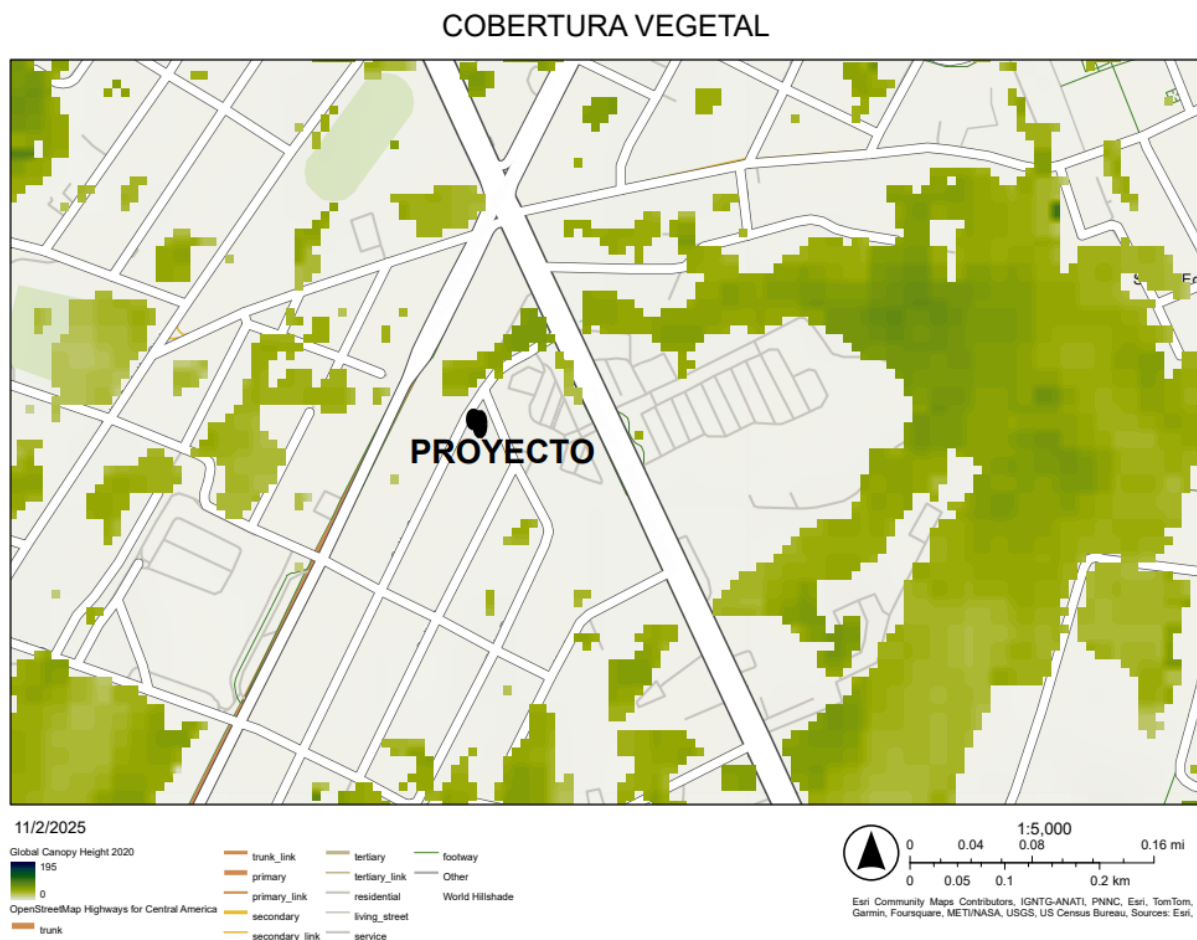 COBERTURA VEGETAL
PROYECTO
11/2/2025
Global Canopy Height 2020
195
0
OpenStreetMap Highways for Central America
trunk
trunk_link
primary
primary_link
secondary
secondary_link
tertiary
tertiary_link
residential
living_street
service
footway
Other
World Hillshade
1:5,000
0 0.04 0.08 0.16 mi
0 0.05 0.1 0.2 km
Esri Community Maps Contributors, IGNTG-ANATI, PNNC, Esri, TomTom,
Garmin, Foursquare, METI/NASA, USGS, US Census Bureau, Sources: Esri,